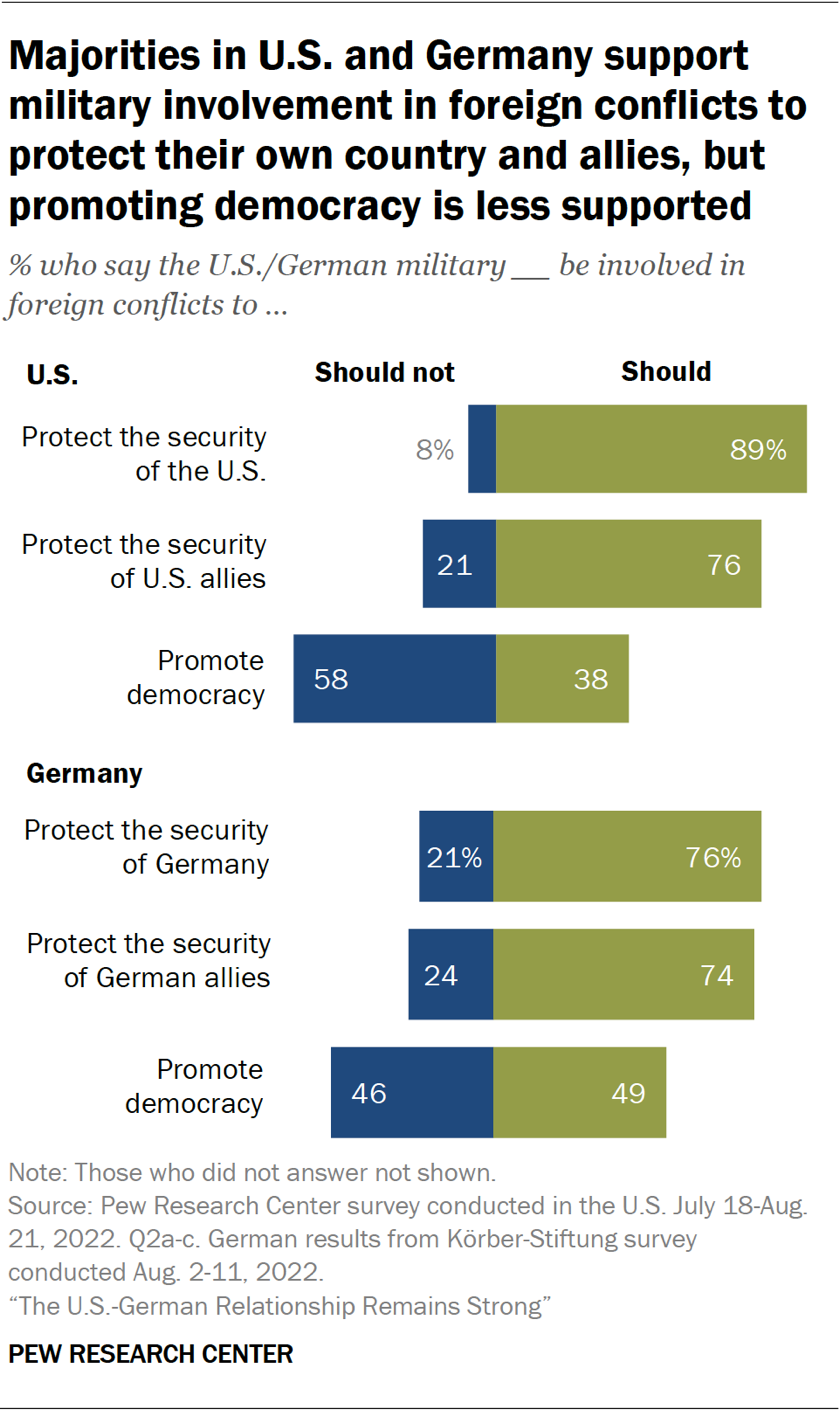 Majorities in U.S. and Germany support
military involvement in foreign conflicts to
protect their own country and allies, but
promoting democracy is less supported
% who say the U.S./German military __ be involved in
foreign conflicts to ...
U.S. Should not Should
Protect the security
of the U.S.
8% 89%
Protect the security
of U.S. allies
21 76
Promote
democracy
58 38
Germany
Protect the security
of Germany
21% 76%
Protect the security
of German allies
24 74
Promote
democracy
46 49
Note: Those who did not answer not shown.
Source: Pew Research Center survey conducted in the U.S. July 18-Aug.
21, 2022. Q2a-c. German results from Körber-Stiftung survey
conducted Aug. 2-11, 2022.
“The U.S.-German Relationship Remains Strong”
PEW RESEARCH CENTER